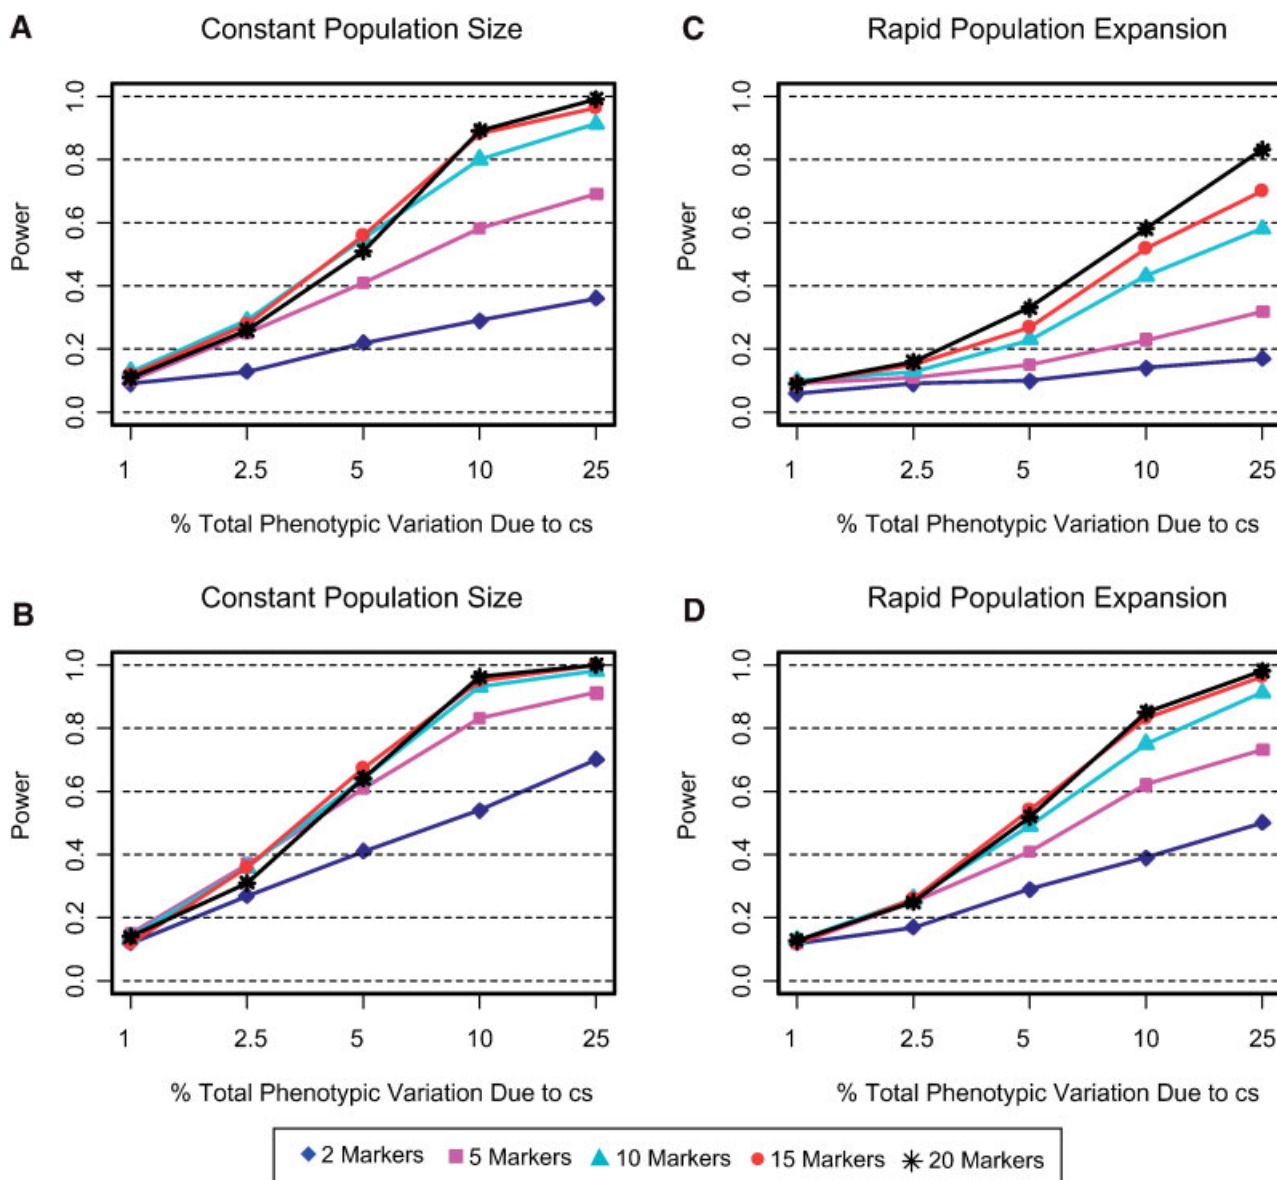 A
Constant Population Size
Power
1.0
0.8
0.6
0.4
0.2
0.0
1 2.5 5 10 25
% Total Phenotypic Variation Due to cs
C
Rapid Population Expansion
Power
1.0
0.8
0.6
0.4
0.2
0.0
1 2.5 5 10 25
% Total Phenotypic Variation Due to cs
B
Constant Population Size
Power
1.0
0.8
0.6
0.4
0.2
0.0
1 2.5 5 10 25
% Total Phenotypic Variation Due to cs
D
Rapid Population Expansion
Power
1.0
0.8
0.6
0.4
0.2
0.0
1 2.5 5 10 25
% Total Phenotypic Variation Due to cs
2 Markers 5 Markers 10 Markers 15 Markers 20 Markers